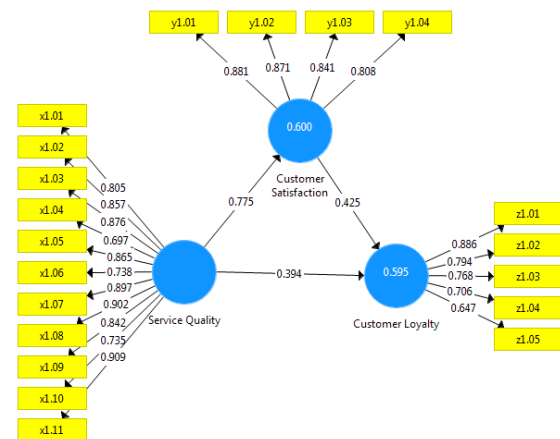 y1.01
y1.02
y1.03
y1.04
0.881
0.871
0.841
0.808
0.600
Customer
Satisfaction
x1.01
x1.02
x1.03
x1.04
x1.05
x1.06
x1.07
x1.08
x1.09
x1.10
x1.11
0.805
0.857
0.876
0.697
0.865
0.738
0.897
0.902
0.842
0.735
0.909
Service Quality
0.775
0.425
0.394
0.595
Customer Loyalty
0.886
0.794
0.768
0.706
0.647
z1.01
z1.02
z1.03
z1.04
z1.05